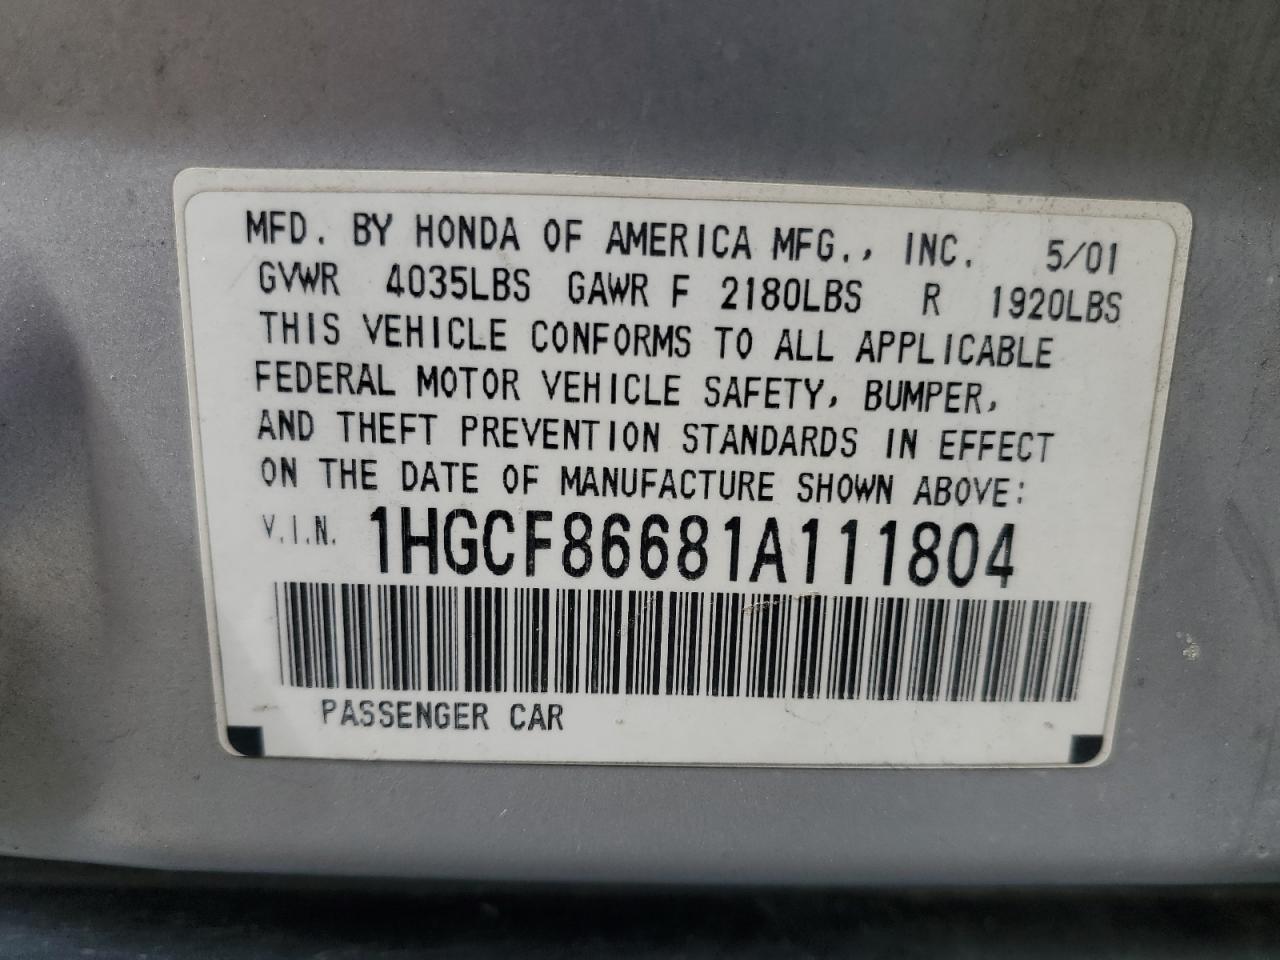 MFD. BY HONDA OF AMERICA MFG., INC. 5/01
GVWR 4035LBS GAWR F 2180LBS R 1920LBS
THIS VEHICLE CONFORMS TO ALL APPLICABLE
FEDERAL MOTOR VEHICLE SAFETY, BUMPER,
AND THEFT PREVENTION STANDARDS IN EFFECT
ON THE DATE OF MANUFACTURE SHOWN ABOVE:
V.I.N. 1HGCF86681A111804
PASSENGER CAR